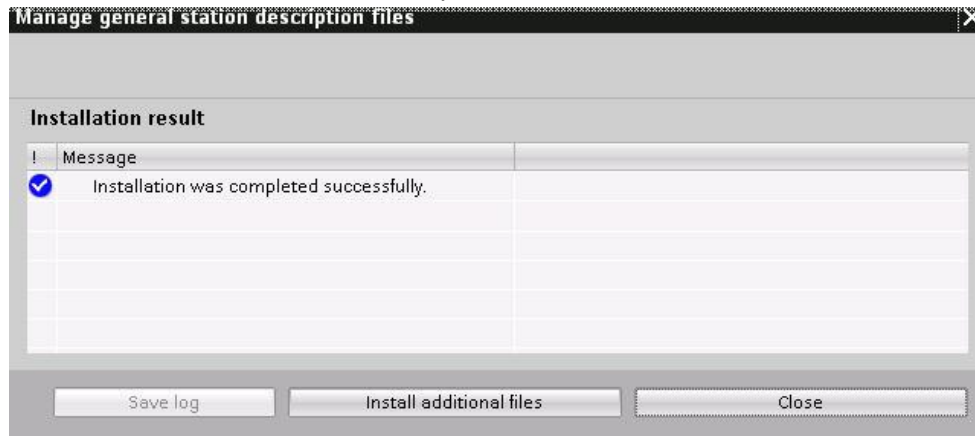 Manage general station description files
Installation result
! Message
Installation was completed successfully.
Save log Install additional files Close